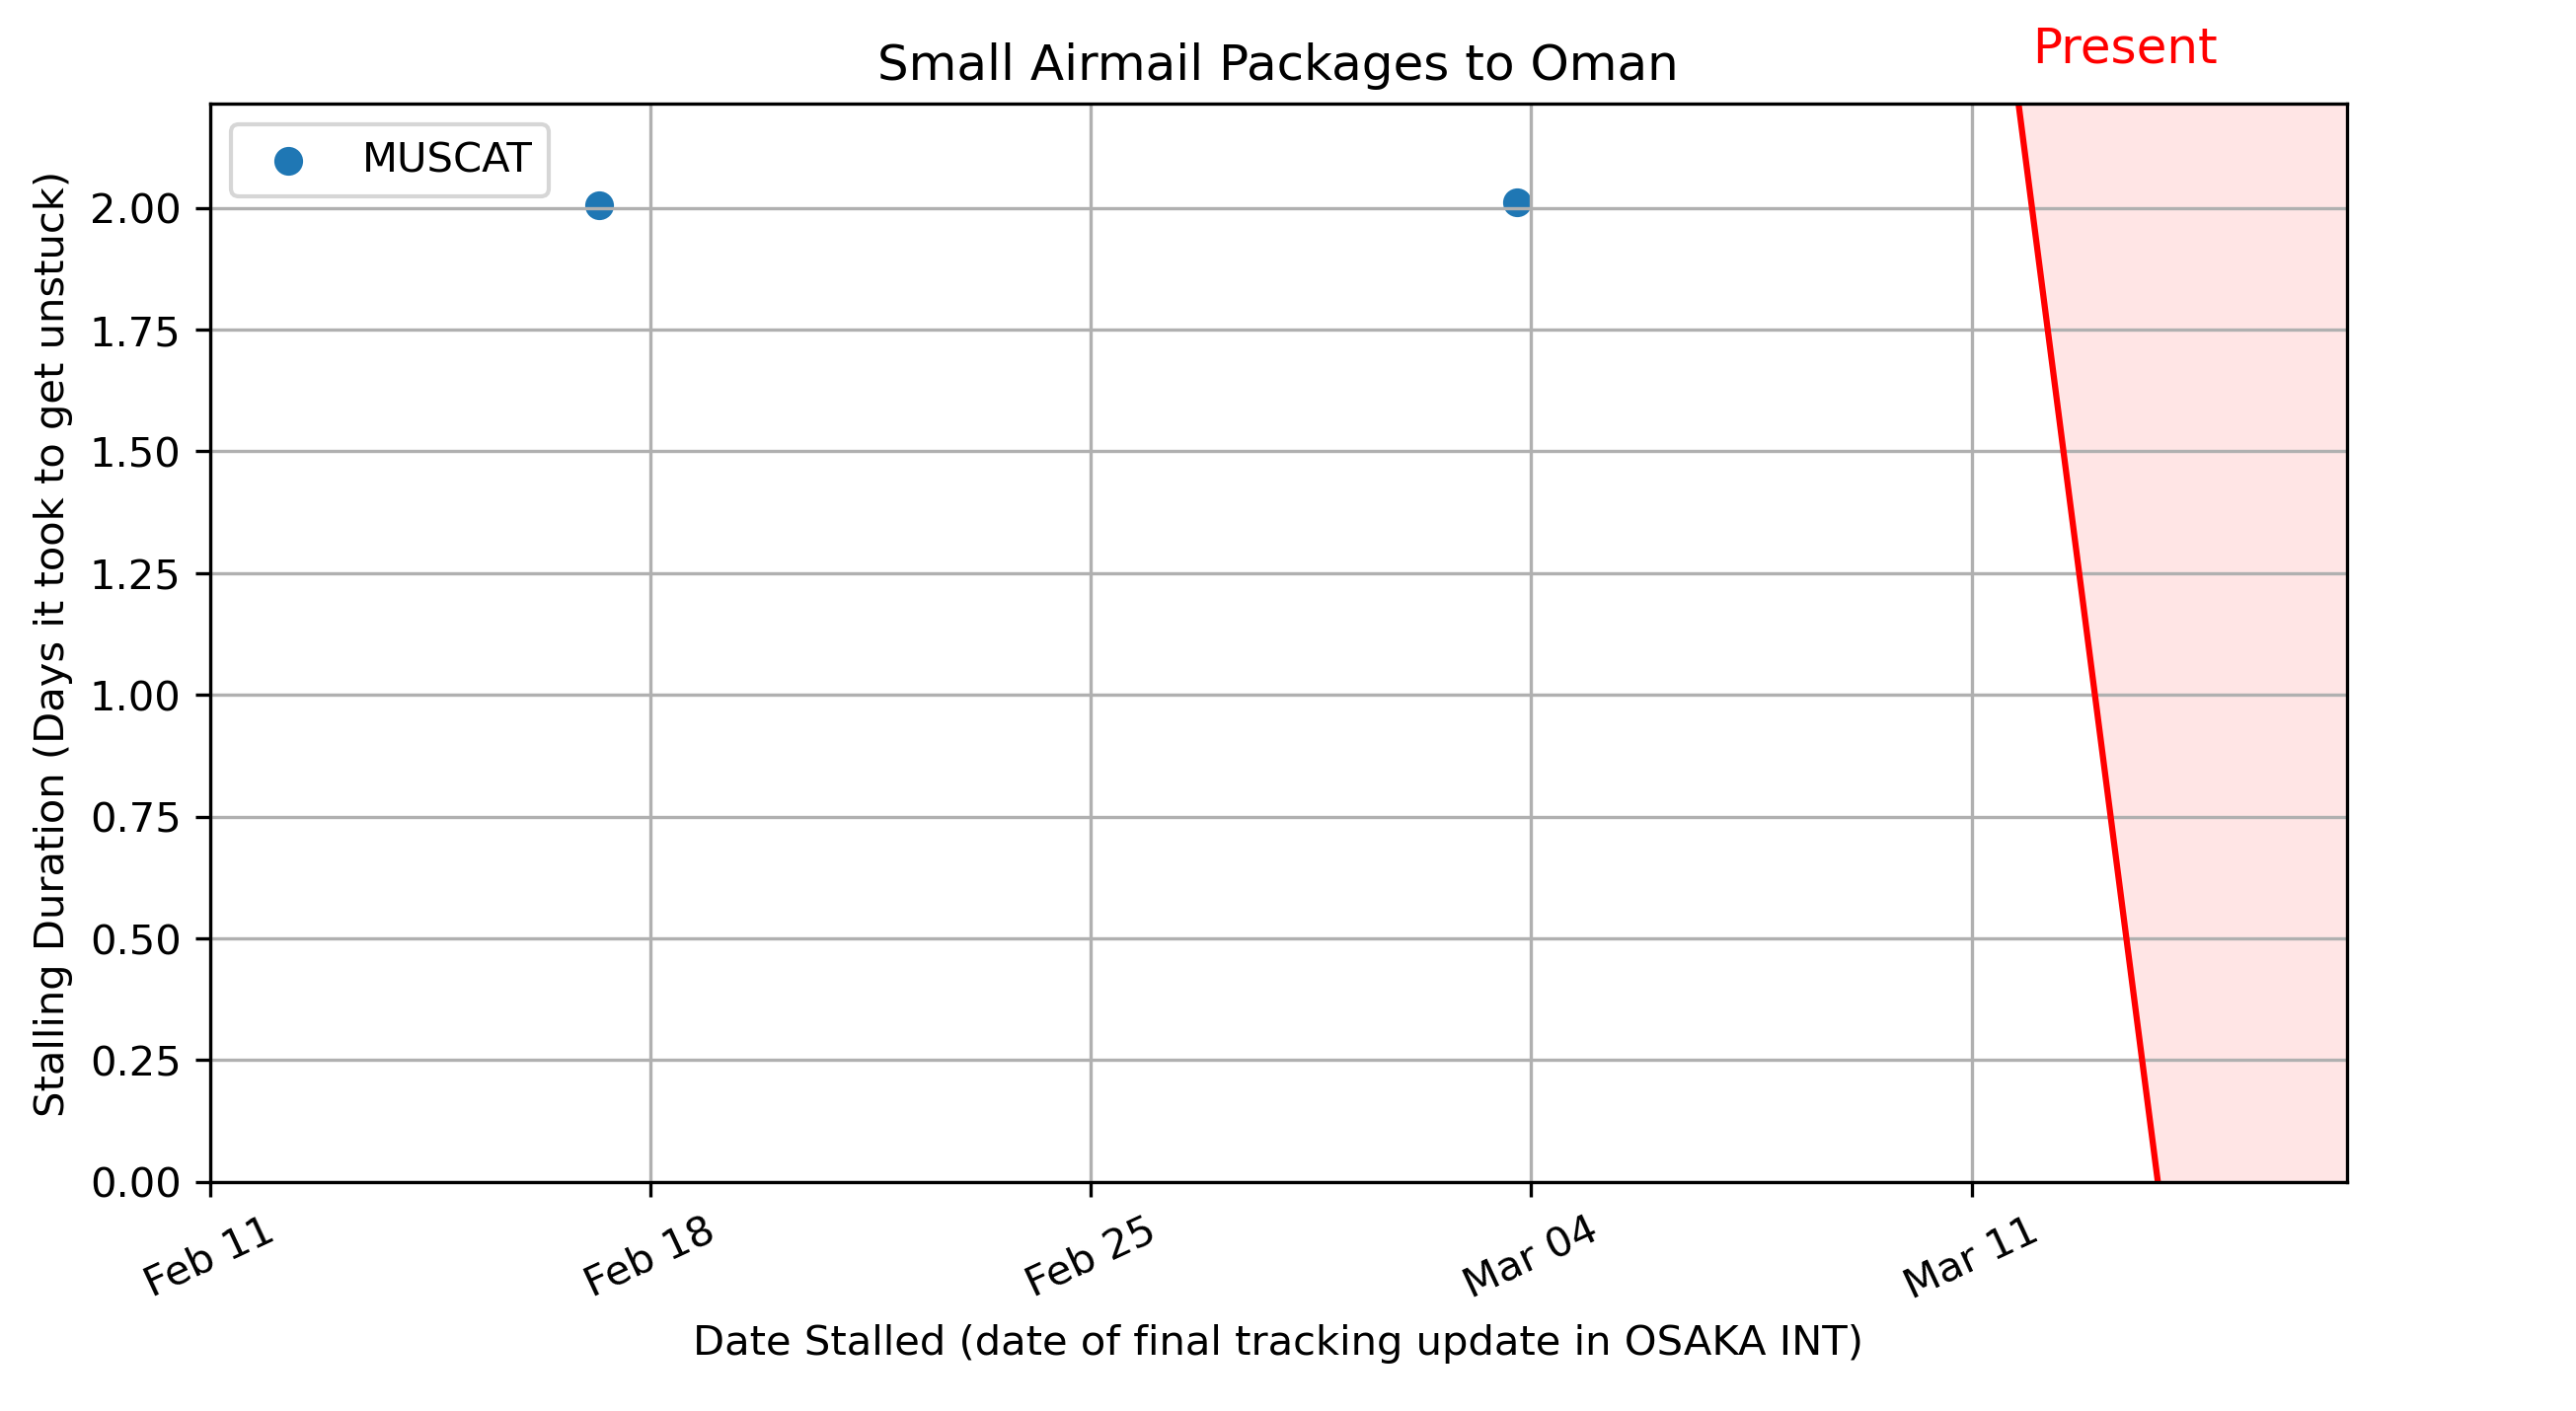 Present
Small Airmail Packages to Oman
MUSCAT
Stalling Duration (Days it took to get unstuck)
2.00
1.75
1.50
1.25
1.00
0.75
0.50
0.25
0.00
Feb 11
Feb 18
Feb 25
Mar 04
Mar 11
Date Stalled (date of final tracking update in OSAKA INT)